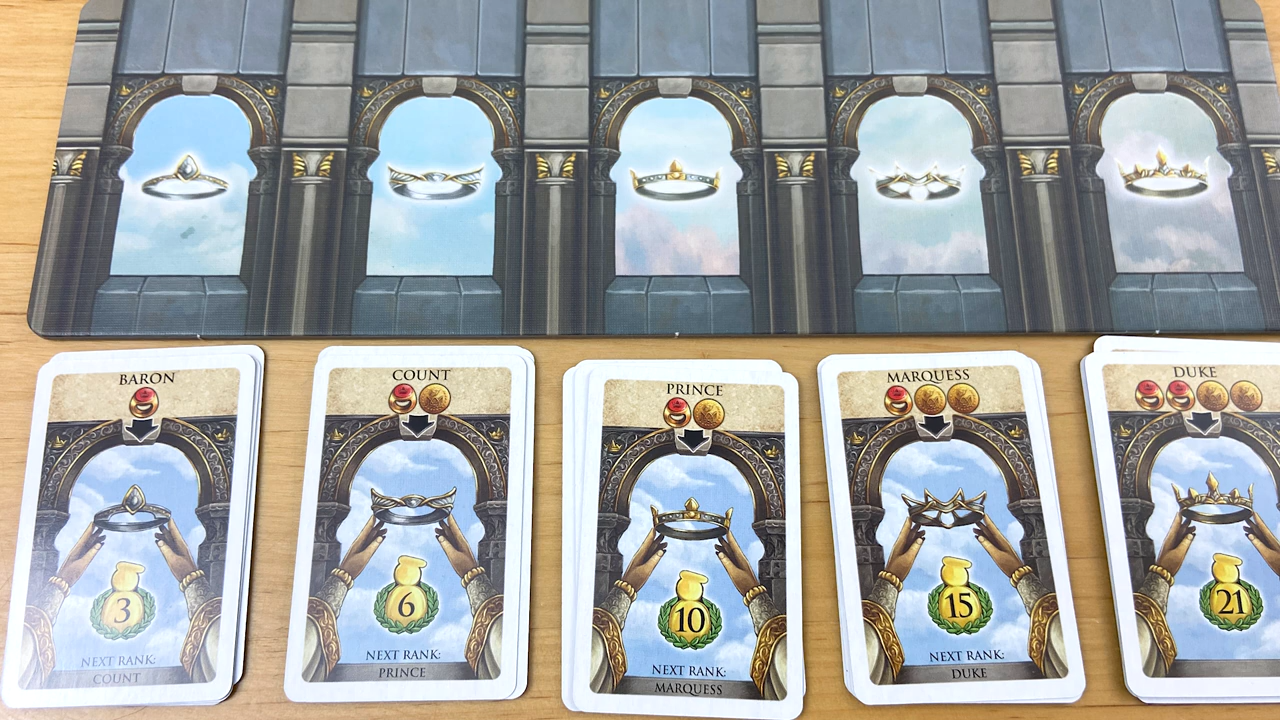 BARON
3
NEXT RANK:
COUNT
COUNT
6
NEXT RANK:
PRINCE
PRINCE
10
NEXT RANK:
MARQUESS
MARQUESS
15
NEXT RANK:
DUKE
DUKE
21